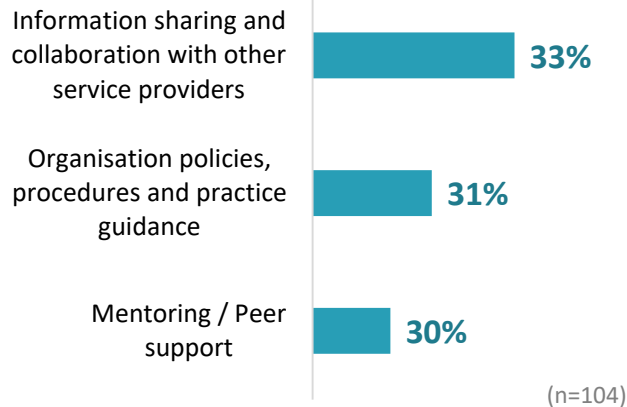 Information sharing and
collaboration with other
service providers
33%
Organisation policies,
procedures and practice
guidance
31%
Mentoring / Peer
support
30%
(n=104)